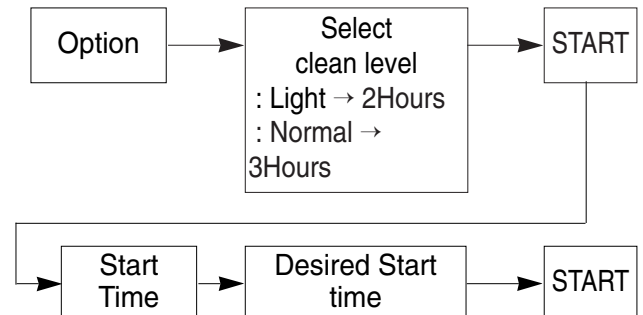 Option
Select
clean level
: Light → 2Hours
: Normal →
3Hours
START
Start
Time
Desired Start
time
START